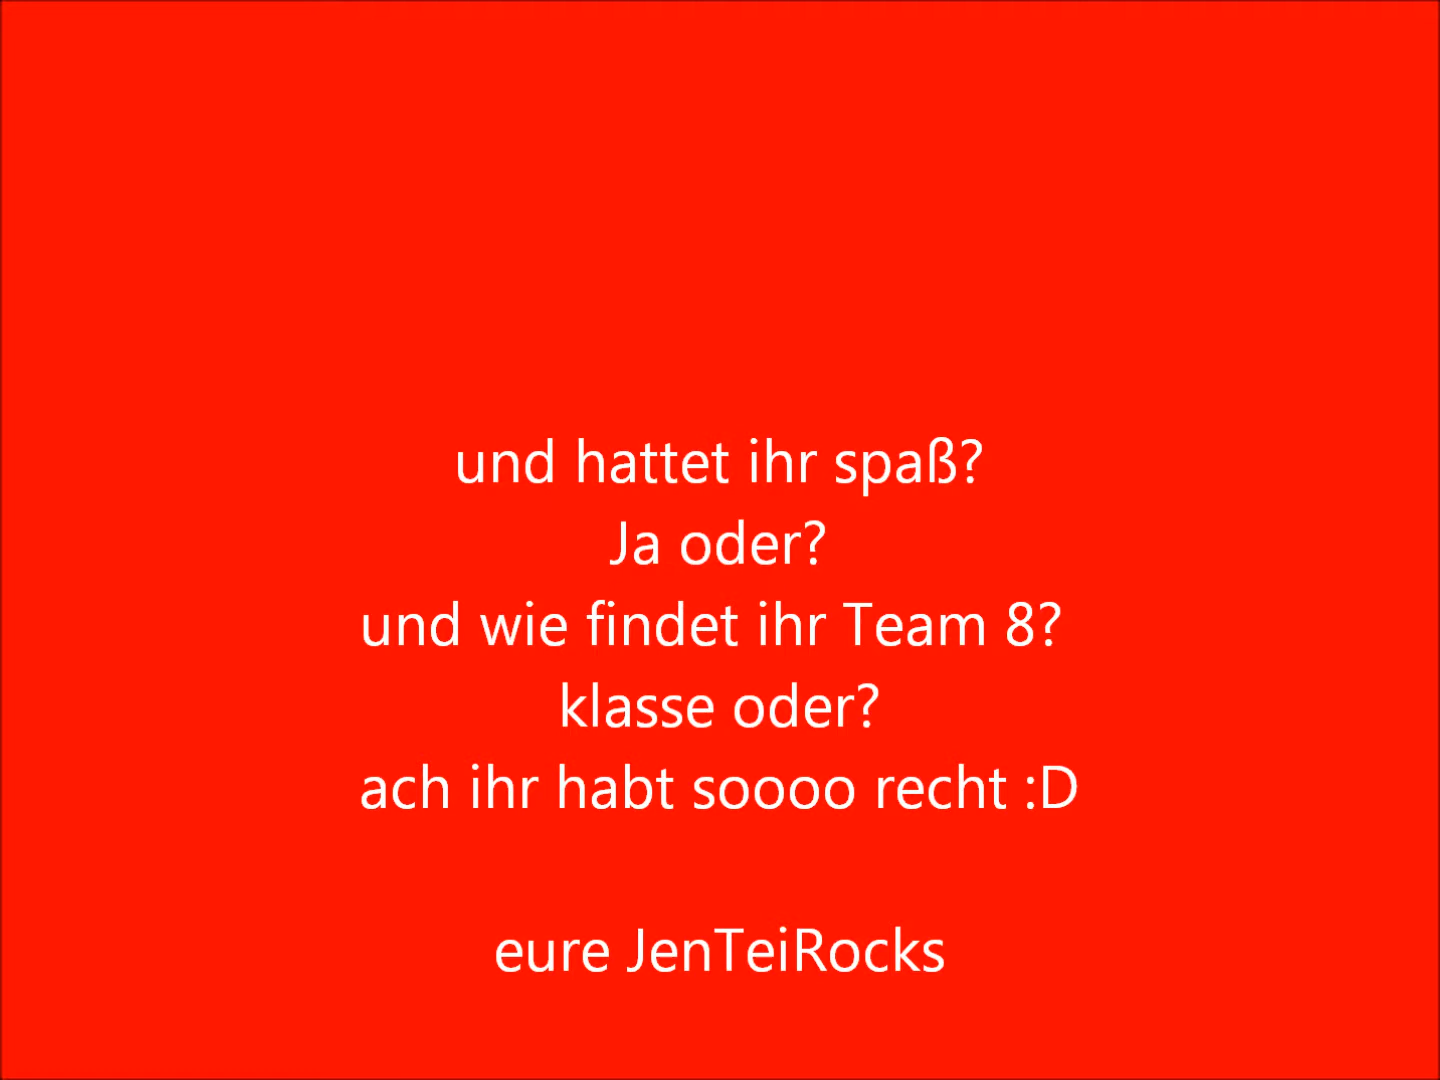 und hattet ihr spaß?
Ja oder?
und wie findet ihr Team 8?
klasse oder?
ach ihr habt soooo recht :D
eure JenTeiRocks